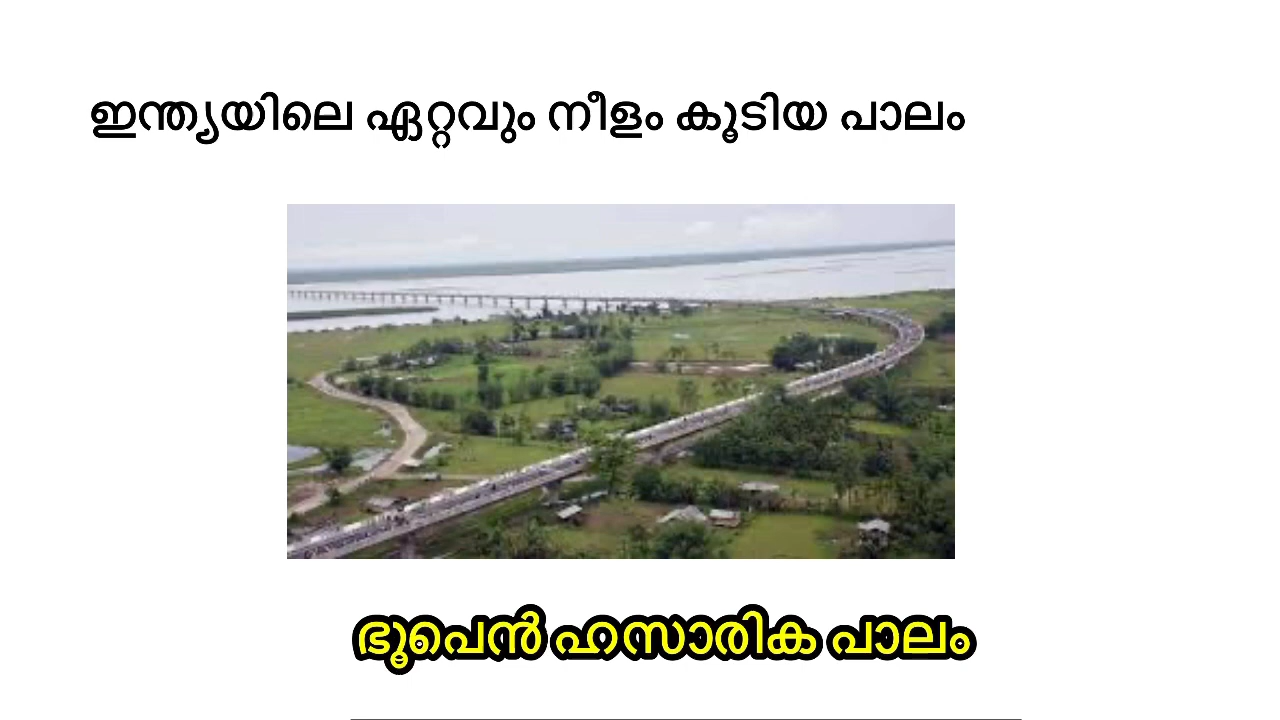 ഇന്ത്യയിലെ ഏറ്റവും നീളം കൂടിയ പാലം
ഭൂപെൻ ഹസാരിക പാലം